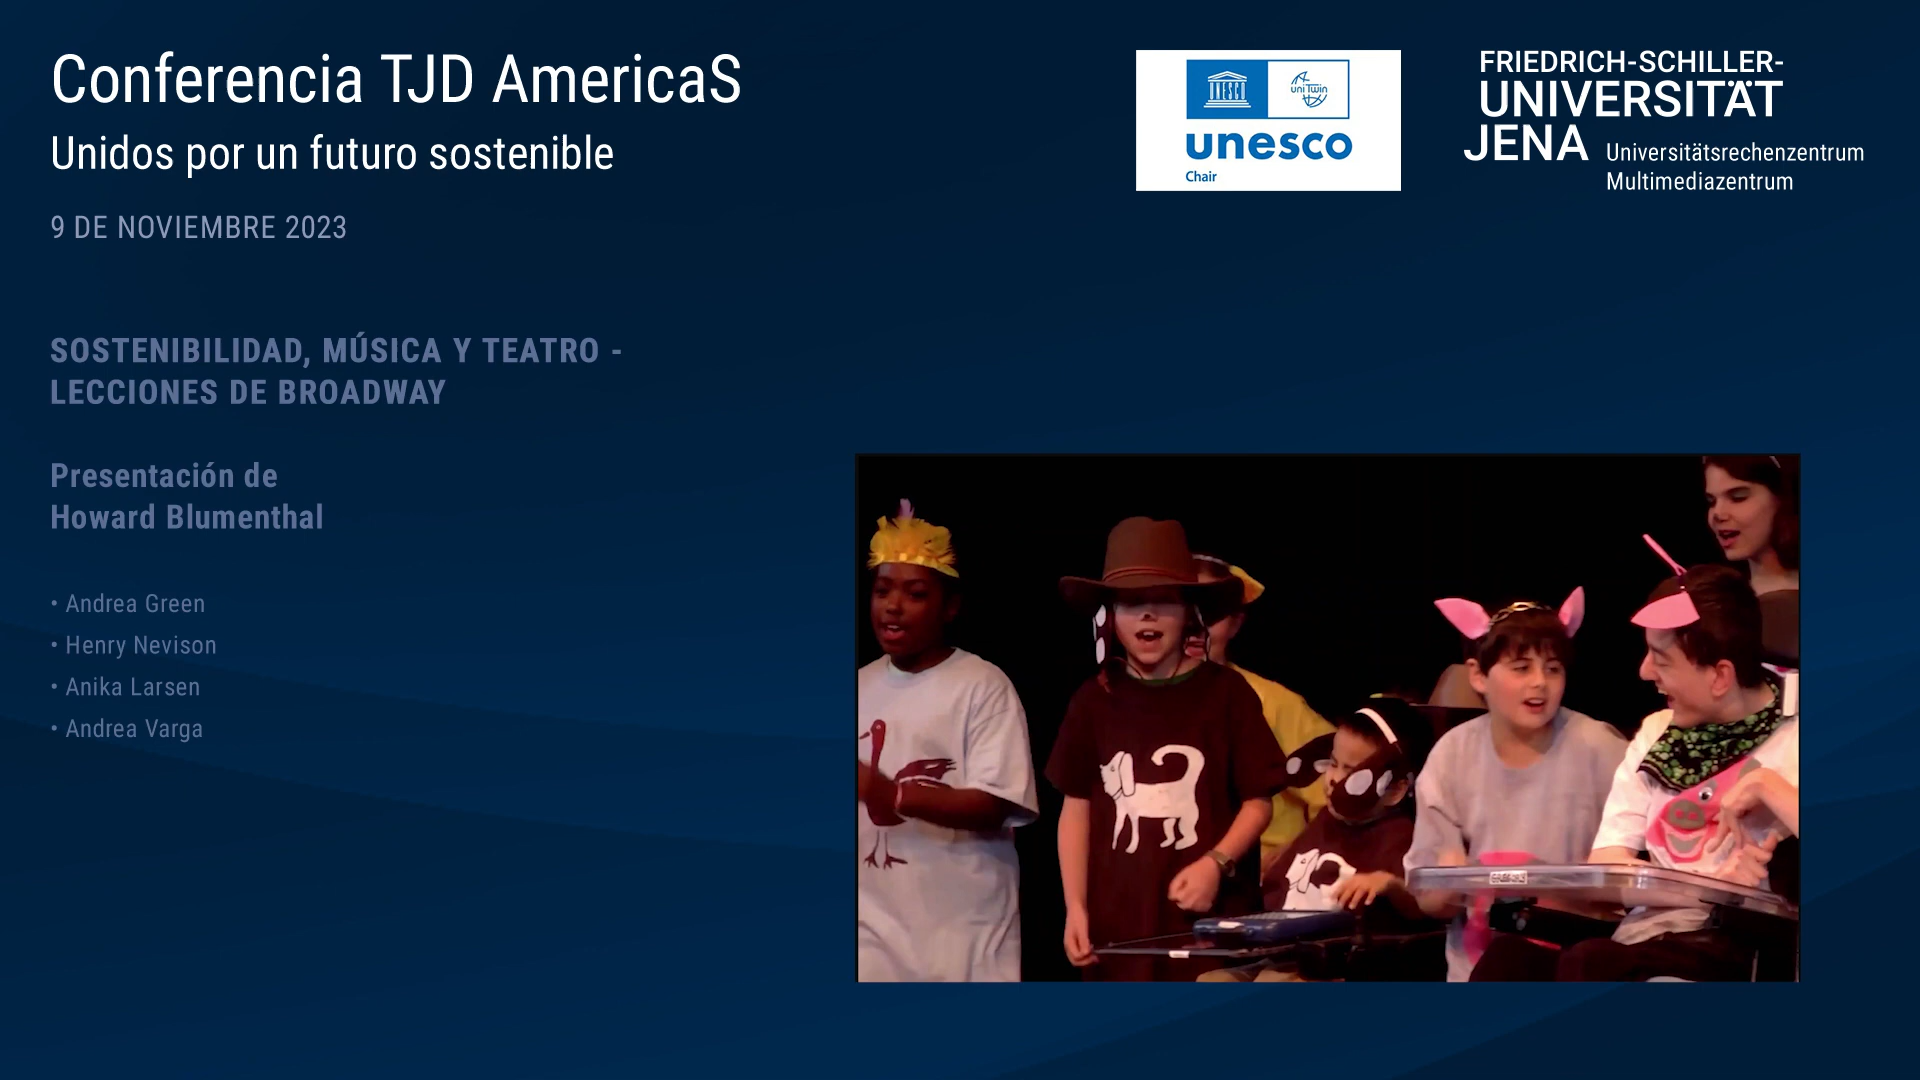 Conferencia TJD AmericaS
Unidos por un futuro sostenible
9 DE NOVIEMBRE 2023
UNESCO
uniTwin
unesco
Chair
FRIEDRICH-SCHILLER-
UNIVERSITÄT
JENA
Universitätsrechenzentrum
Multimediazentrum
SOSTENIBILIDAD, MÚSICA Y TEATRO -
LECCIONES DE BROADWAY
Presentación de
Howard Blumenthal
• Andrea Green
• Henry Nevison
• Anika Larsen
• Andrea Varga